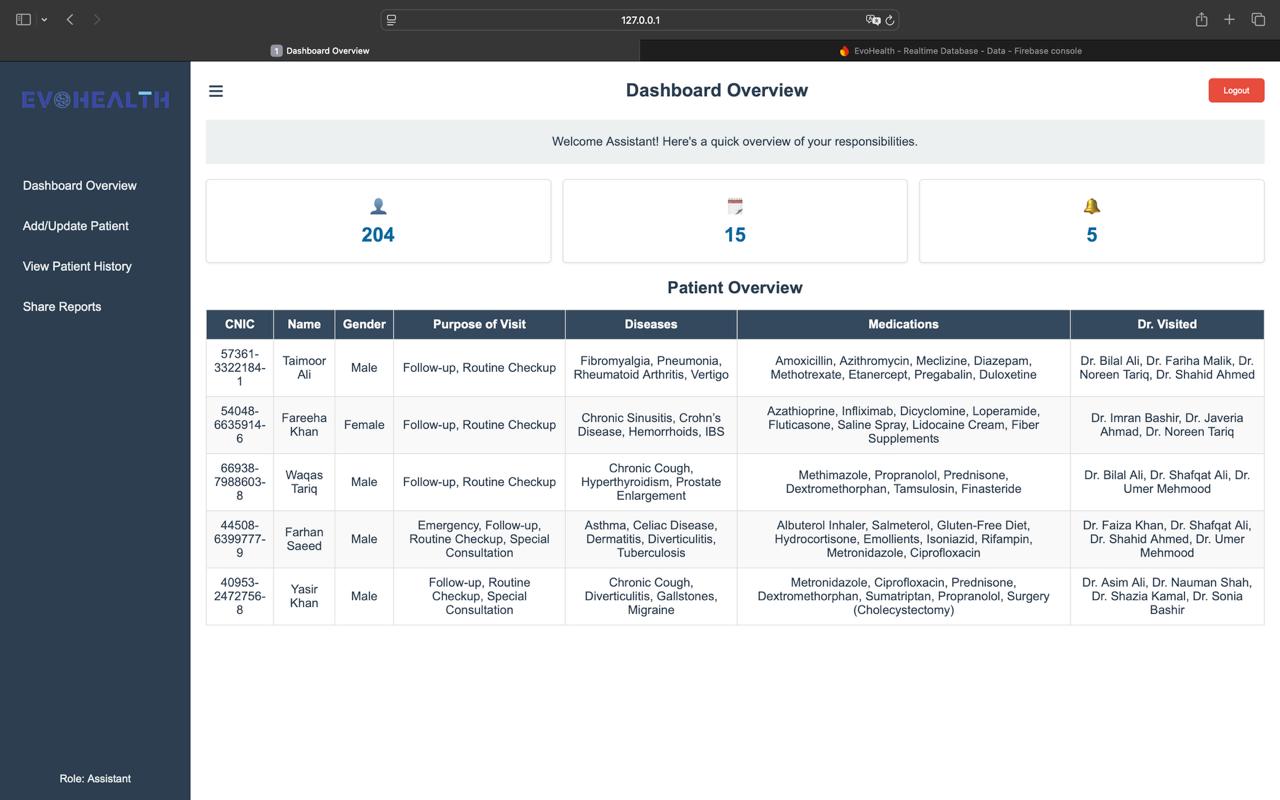 127.0.0.1
1 Dashboard Overview
EvoHealth - Realtime Database - Data - Firebase console
EVOHEALTH
Dashboard Overview
Logout
Welcome Assistant! Here's a quick overview of your responsibilities.
Dashboard Overview
Add/Update Patient
View Patient History
Share Reports
204
15
5
Patient Overview
CNIC Name Gender Purpose of Visit Diseases Medications Dr. Visited
57361-
3322184-
1
Taimoor
Ali
Male
Follow-up, Routine Checkup
Fibromyalgia, Pneumonia,
Rheumatoid Arthritis, Vertigo
Amoxicillin, Azithromycin, Meclizine, Diazepam,
Methotrexate, Etanercept, Pregabalin, Duloxetine
Dr. Bilal Ali, Dr. Fariha Malik, Dr.
Noreen Tariq, Dr. Shahid Ahmed
54048-
6635914-
6
Fareeha
Khan
Female
Follow-up, Routine Checkup
Chronic Sinusitis, Crohn’s
Disease, Hemorrhoids, IBS
Azathioprine, Infliximab, Dicyclomine, Loperamide,
Fluticasone, Saline Spray, Lidocaine Cream, Fiber
Supplements
Dr. Imran Bashir, Dr. Javeria
Ahmad, Dr. Noreen Tariq
66938-
7988603-
8
Waqas
Tariq
Male
Follow-up, Routine Checkup
Chronic Cough,
Hyperthyroidism, Prostate
Enlargement
Methimazole, Propranolol, Prednisone,
Dextromethorphan, Tamsulosin, Finasteride
Dr. Bilal Ali, Dr. Shafqat Ali, Dr.
Umer Mehmood
44508-
6399777-
9
Farhan
Saeed
Male
Emergency, Follow-up,
Routine Checkup, Special
Consultation
Asthma, Celiac Disease,
Dermatitis, Diverticulitis,
Tuberculosis
Albuterol Inhaler, Salmeterol, Gluten-Free Diet,
Hydrocortisone, Emollients, Isoniazid, Rifampin,
Metronidazole, Ciprofloxacin
Dr. Faiza Khan, Dr. Shafqat Ali,
Dr. Shahid Ahmed, Dr. Umer
Mehmood
40953-
2472756-
8
Yasir
Khan
Male
Follow-up, Routine
Checkup, Special
Consultation
Chronic Cough,
Diverticulitis, Gallstones,
Migraine
Metronidazole, Ciprofloxacin, Prednisone,
Dextromethorphan, Sumatriptan, Propranolol, Surgery
(Cholecystectomy)
Dr. Asim Ali, Dr. Nauman Shah,
Dr. Shazia Kamal, Dr. Sonia
Bashir
Role: Assistant